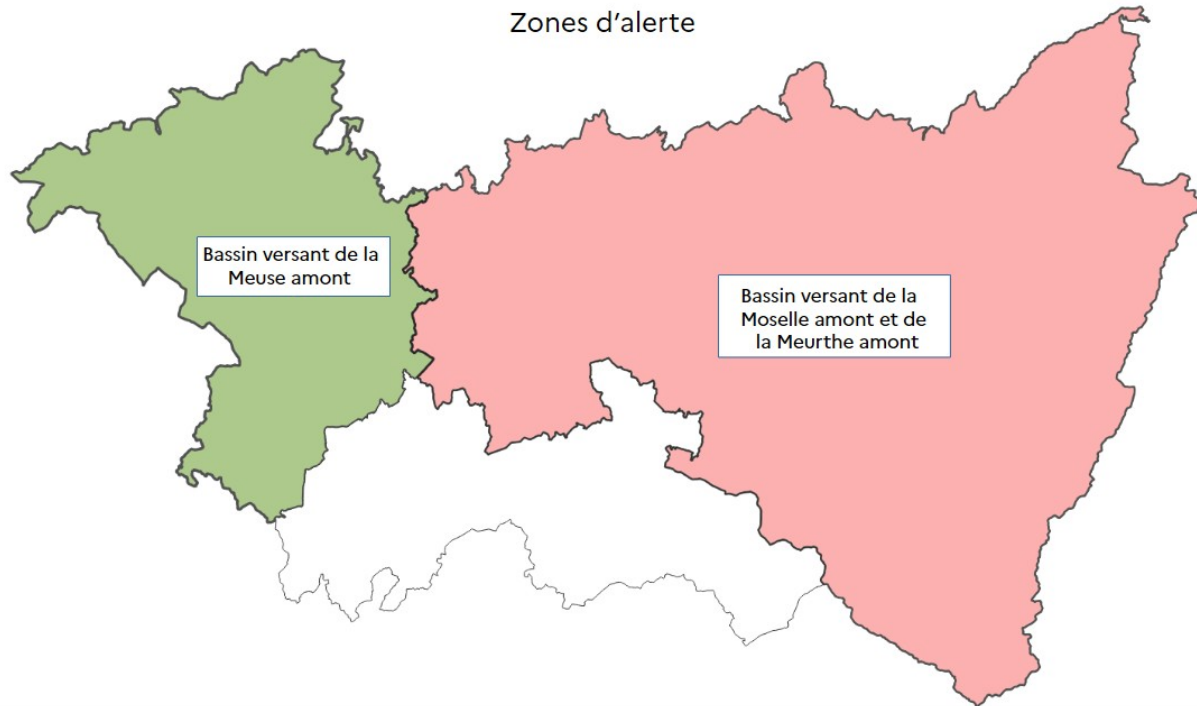 Zones d'alerte
Bassin versant de la
Meuse amont
Bassin versant de la
Moselle amont et de
la Meurthe amont